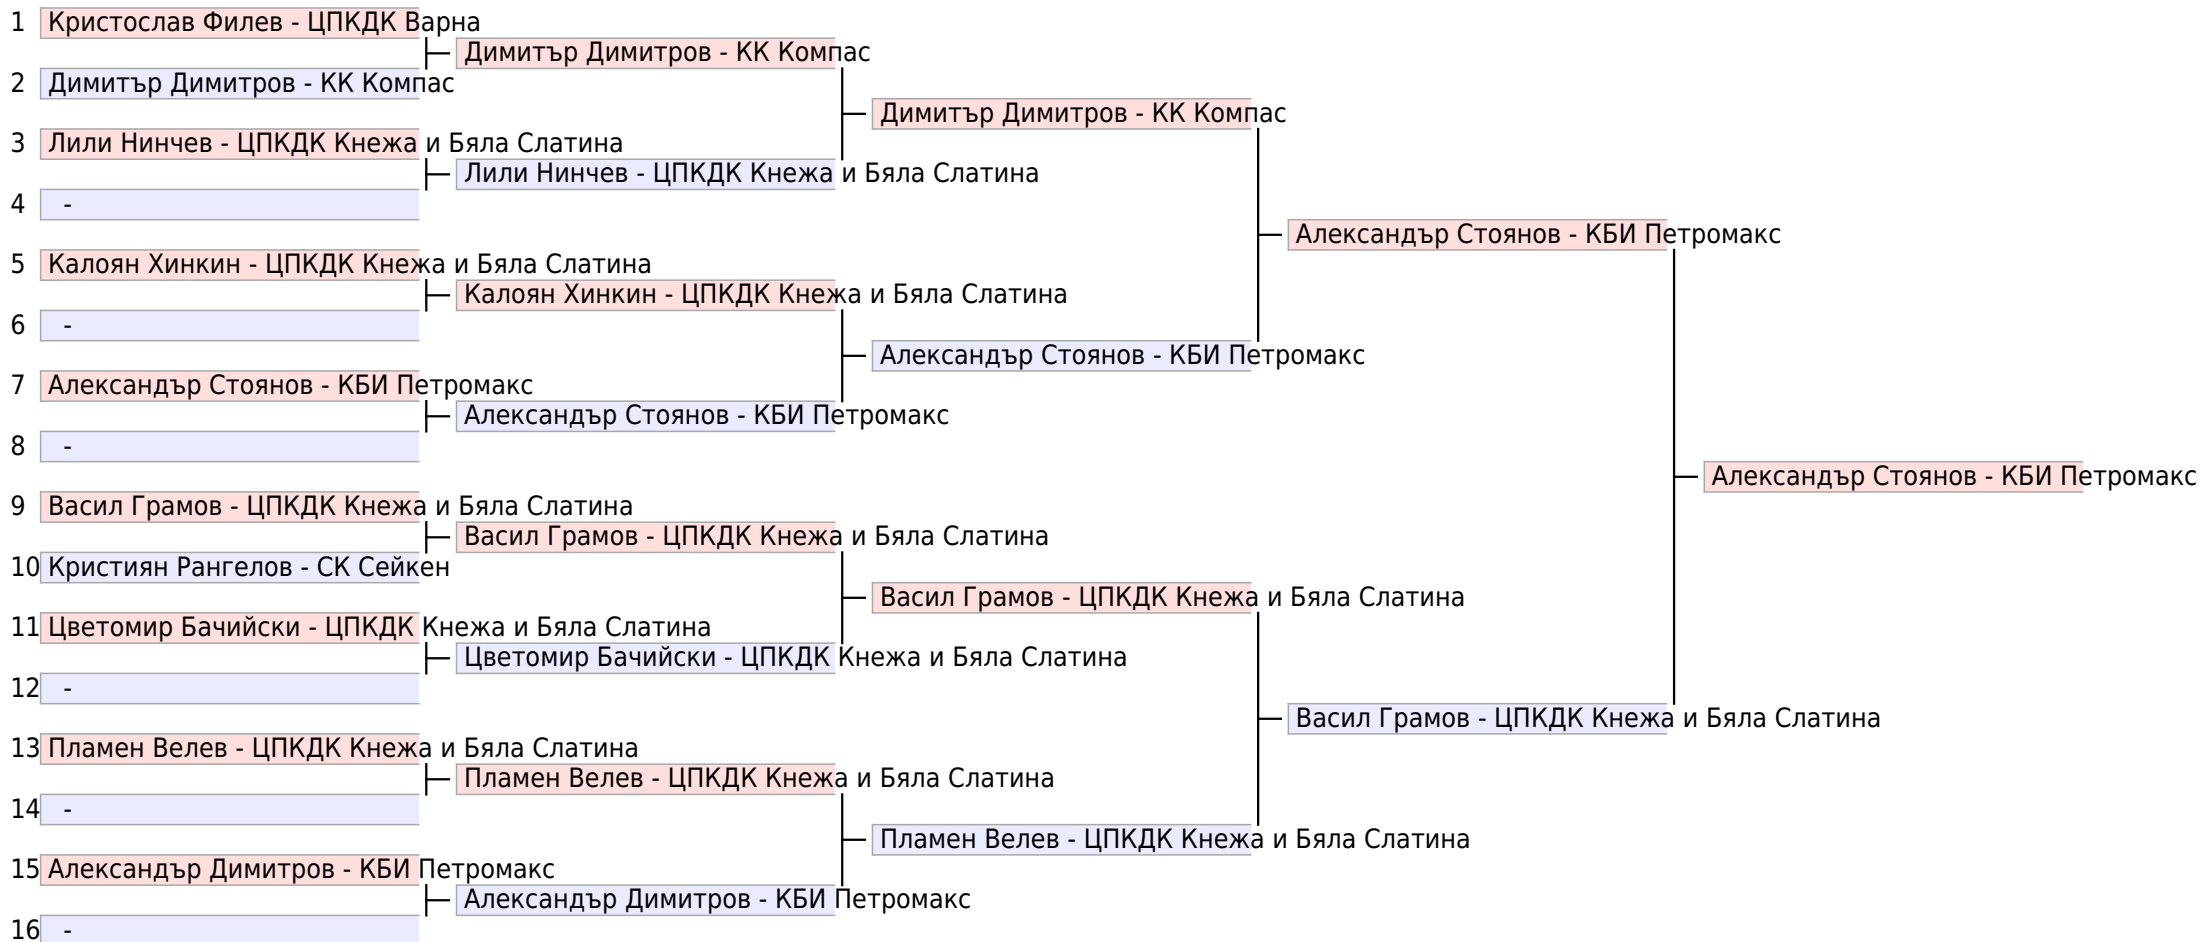 1 Кристослав Филев - ЦПКДК Варна
Димитър Димитров - КК Компас
2 Димитър Димитров - КК Компас
Димитър Димитров - КК Компас
3 Лили Нинчев - ЦПКДК Кнежа и Бяла Слатина
Лили Нинчев - ЦПКДК Кнежа и Бяла Слатина
4 -
Александър Стоянов - КБИ Петромакс
5 Калоян Хинкин - ЦПКДК Кнежа и Бяла Слатина
Калоян Хинкин - ЦПКДК Кнежа и Бяла Слатина
6 -
Александър Стоянов - КБИ Петромакс
7 Александър Стоянов - КБИ Петромакс
Александър Стоянов - КБИ Петромакс
8 -
Александър Стоянов - КБИ Петромакс
9 Васил Грамов - ЦПКДК Кнежа и Бяла Слатина
Васил Грамов - ЦПКДК Кнежа и Бяла Слатина
10 Кристиян Рангелов - СК Сейкен
Васил Грамов - ЦПКДК Кнежа и Бяла Слатина
11 Цветомир Бачийски - ЦПКДК Кнежа и Бяла Слатина
Цветомир Бачийски - ЦПКДК Кнежа и Бяла Слатина
12 -
Васил Грамов - ЦПКДК Кнежа и Бяла Слатина
13 Пламен Велев - ЦПКДК Кнежа и Бяла Слатина
Пламен Велев - ЦПКДК Кнежа и Бяла Слатина
14 -
Пламен Велев - ЦПКДК Кнежа и Бяла Слатина
15 Александър Димитров - КБИ Петромакс
Александър Димитров - КБИ Петромакс
16 -